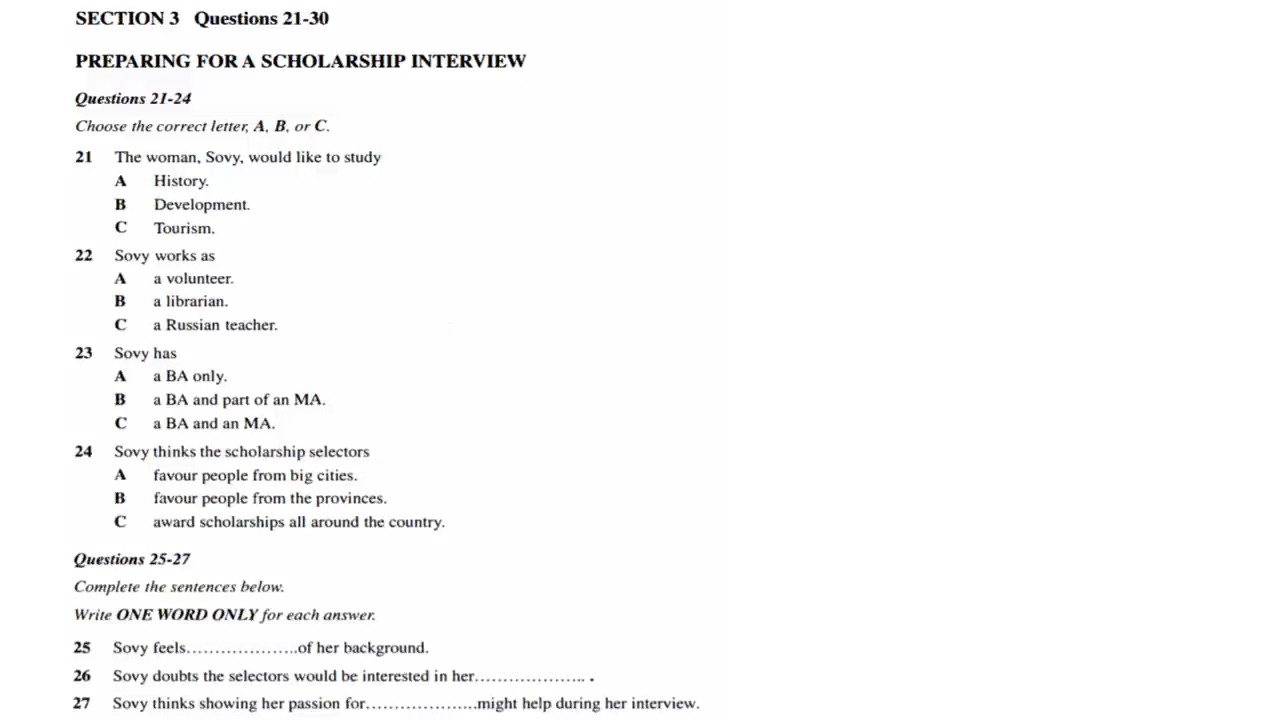 SECTION 3 Questions 21-30
PREPARING FOR A SCHOLARSHIP INTERVIEW
Questions 21-24
Choose the correct letter, A, B, or C.
21 The woman, Sovy, would like to study
A History.
B Development.
C Tourism.
22 Sovy works as
A a volunteer.
B a librarian.
C a Russian teacher.
23 Sovy has
A a BA only.
B a BA and part of an MA.
C a BA and an MA.
24 Sovy thinks the scholarship selectors
A favour people from big cities.
B favour people from the provinces.
C award scholarships all around the country.
Questions 25-27
Complete the sentences below.
Write ONE WORD ONLY for each answer.
25 Sovy feels....................of her background.
26 Sovy doubts the selectors would be interested in her.................... .
27 Sovy thinks showing her passion for....................might help during her interview.